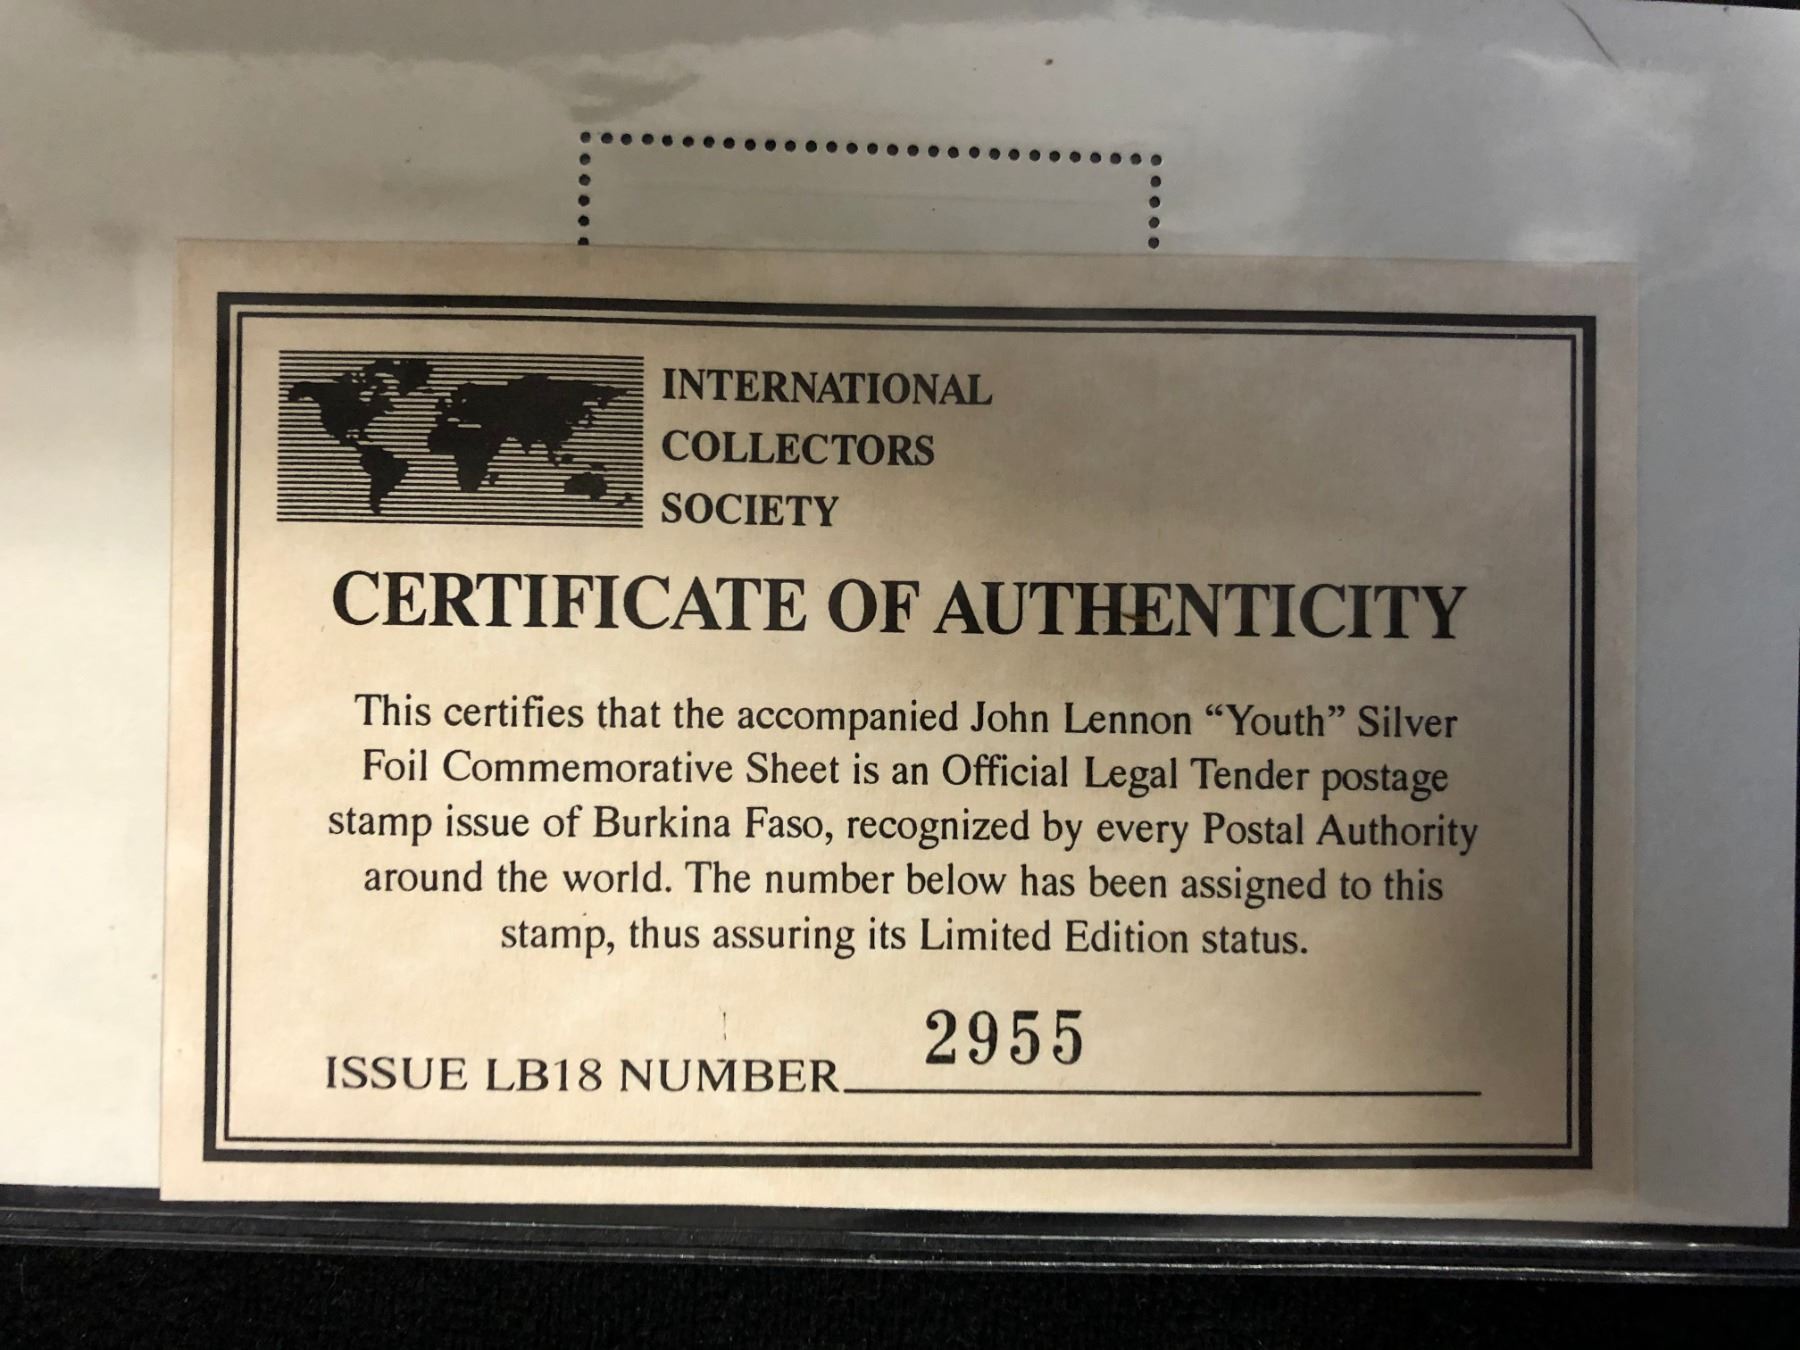 INTERNATIONAL
COLLECTORS
SOCIETY
CERTIFICATE OF AUTHENTICITY
This certifies that the accompanied John Lennon “Youth” Silver
Foil Commemorative Sheet is an Official Legal Tender postage
stamp issue of Burkina Faso, recognized by every Postal Authority
around the world. The number below has been assigned to this
stamp, thus assuring its Limited Edition status.
ISSUE LB18 NUMBER 2955